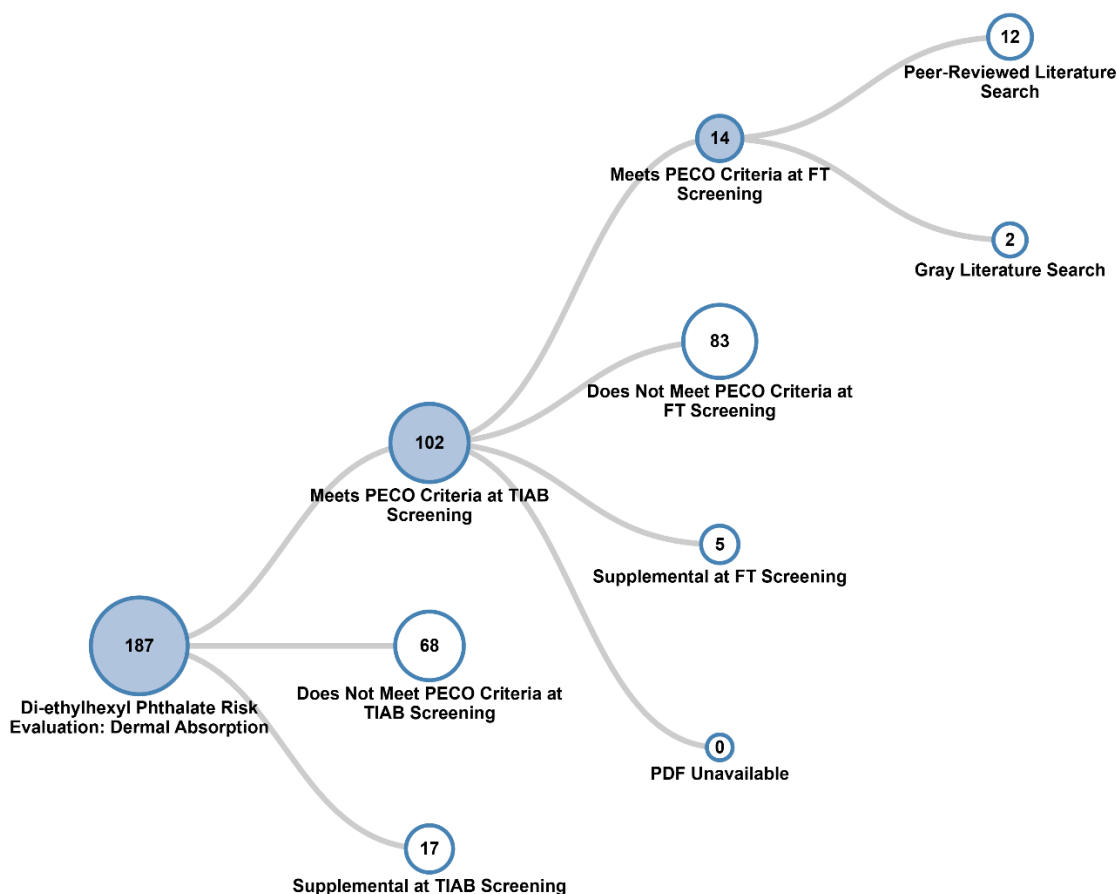 12
Peer-Reviewed Literature
Search
14
Meets PECO Criteria at FT
Screening
2
Gray Literature Search
83
Does Not Meet PECO Criteria at
FT Screening
102
Meets PECO Criteria at TIAB
Screening
5
Supplemental at FT Screening
187
Di-ethylhexyl Phthalate Risk
Evaluation: Dermal Absorption
68
Does Not Meet PECO Criteria at
TIAB Screening
0
PDF Unavailable
17
Supplemental at TIAB Screening